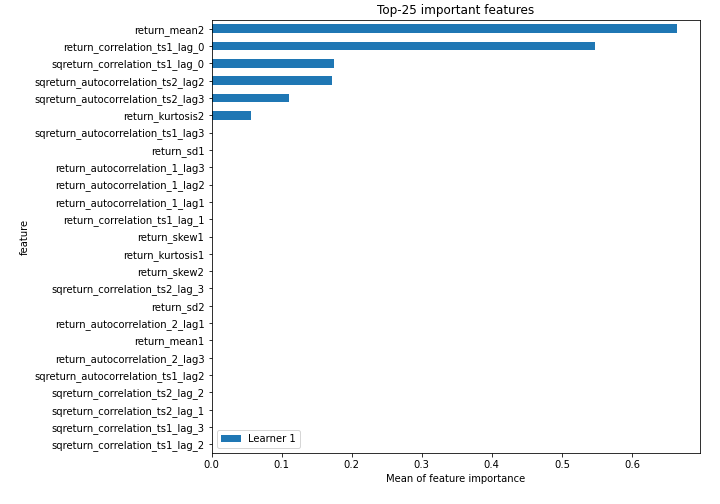 Top-25 important features
return_mean2
return_correlation_ts1_lag_0
sqreturn_correlation_ts1_lag_0
sqreturn_autocorrelation_ts2_lag2
sqreturn_autocorrelation_ts2_lag3
return_kurtosis2
sqreturn_autocorrelation_ts1_lag3
return_sd1
return_autocorrelation_1_lag3
return_autocorrelation_1_lag2
return_autocorrelation_1_lag1
return_correlation_ts1_lag_1
return_skew1
return_kurtosis1
return_skew2
sqreturn_correlation_ts2_lag_3
return_sd2
return_autocorrelation_2_lag1
return_mean1
return_autocorrelation_2_lag3
sqreturn_autocorrelation_ts1_lag2
sqreturn_correlation_ts2_lag_2
sqreturn_correlation_ts2_lag_1
sqreturn_correlation_ts1_lag_3
sqreturn_correlation_ts1_lag_2
feature
Learner 1
0.0 0.1 0.2 0.3 0.4 0.5 0.6
Mean of feature importance